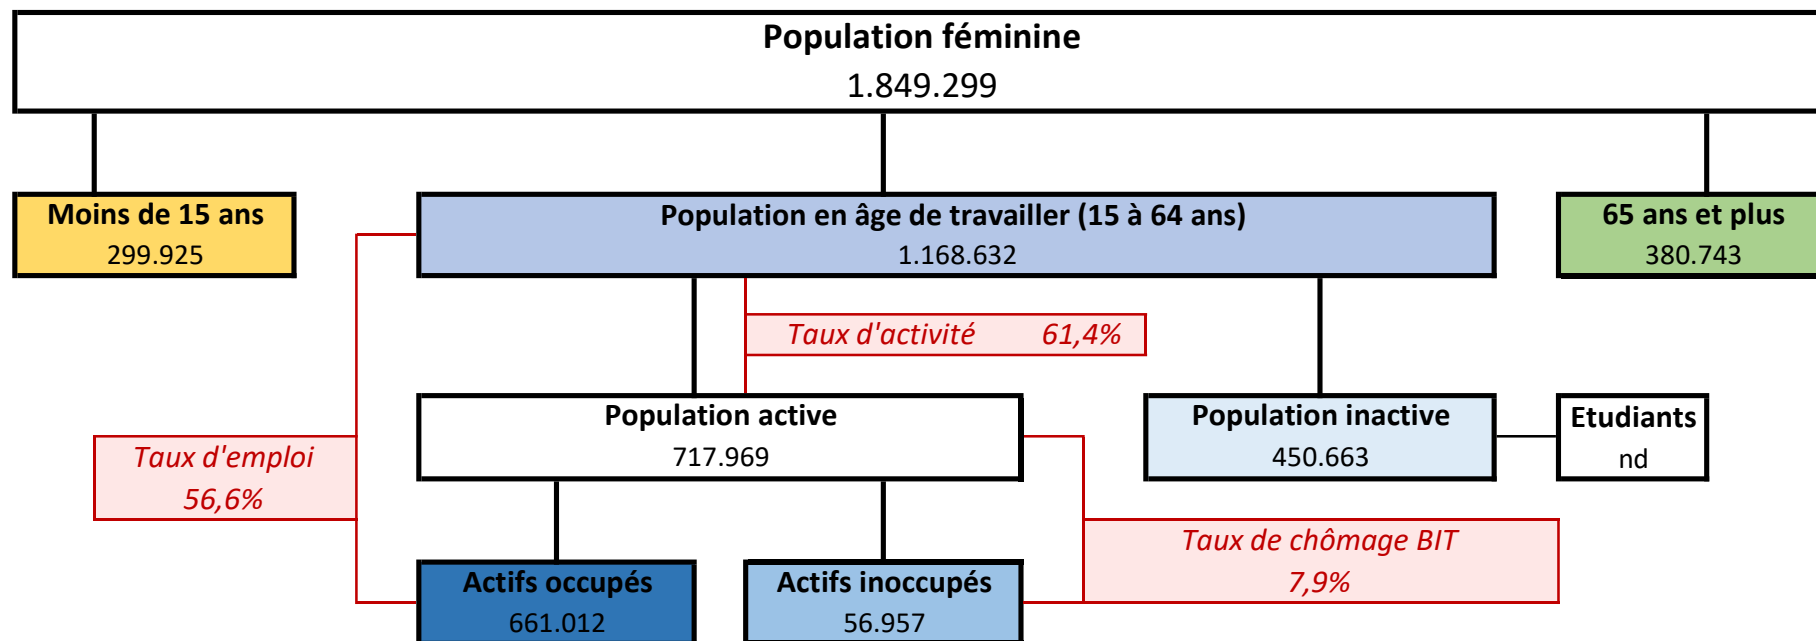 Population féminine
1.849.299
Moins de 15 ans
299.925
Population en âge de travailler (15 à 64 ans)
1.168.632
65 ans et plus
380.743
Taux d'activité 61,4%
Population active
717.969
Population inactive
450.663
Etudiants
nd
Taux d'emploi
56,6%
Taux de chômage BIT
7,9%
Actifs occupés
661.012
Actifs inoccupés
56.957